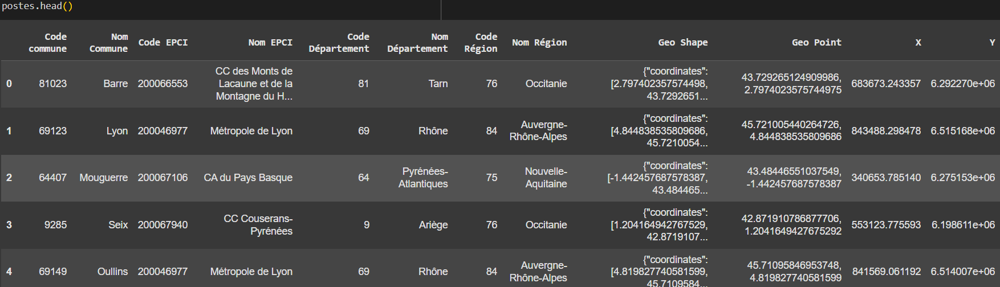 postes.head()
Code commune Nom Commune Code EPCI Nom EPCI Code Département Nom Département Code Région Nom Région Geo Shape Geo Point X Y
0 81023 Barre 200066553 CC des Monts de Lacaune et de la Montagne du H... 81 Tarn 76 Occitanie {"coordinates": [2.797402357574498, 43.7292651... 43.729265124909986, 2.7974023575744975 683673.243357 6.292270e+06
1 69123 Lyon 200046977 Métropole de Lyon 69 Rhône 84 Auvergne-Rhône-Alpes {"coordinates": [4.844838535809686, 45.7210054... 45.721005440264726, 4.844838535809686 843488.298478 6.515168e+06
2 64407 Mouguerre 200067106 CA du Pays Basque 64 Pyrénées-Atlantiques 75 Nouvelle-Aquitaine {"coordinates": [-1.442457687578387, 43.484465... 43.48446551037549, -1.442457687578387 340653.785140 6.275153e+06
3 9285 Seix 200067940 CC Couserans-Pyrénées 9 Ariège 76 Occitanie {"coordinates": [1.204164942767529, 42.8719107... 42.871910786877706, 1.2041649427675292 553123.775593 6.198611e+06
4 69149 Oullins 200046977 Métropole de Lyon 69 Rhône 84 Auvergne-Rhône-Alpes {"coordinates": [4.819827740581599, 45.7109584... 45.71095846953748, 4.819827740581599 841569.061192 6.514007e+06